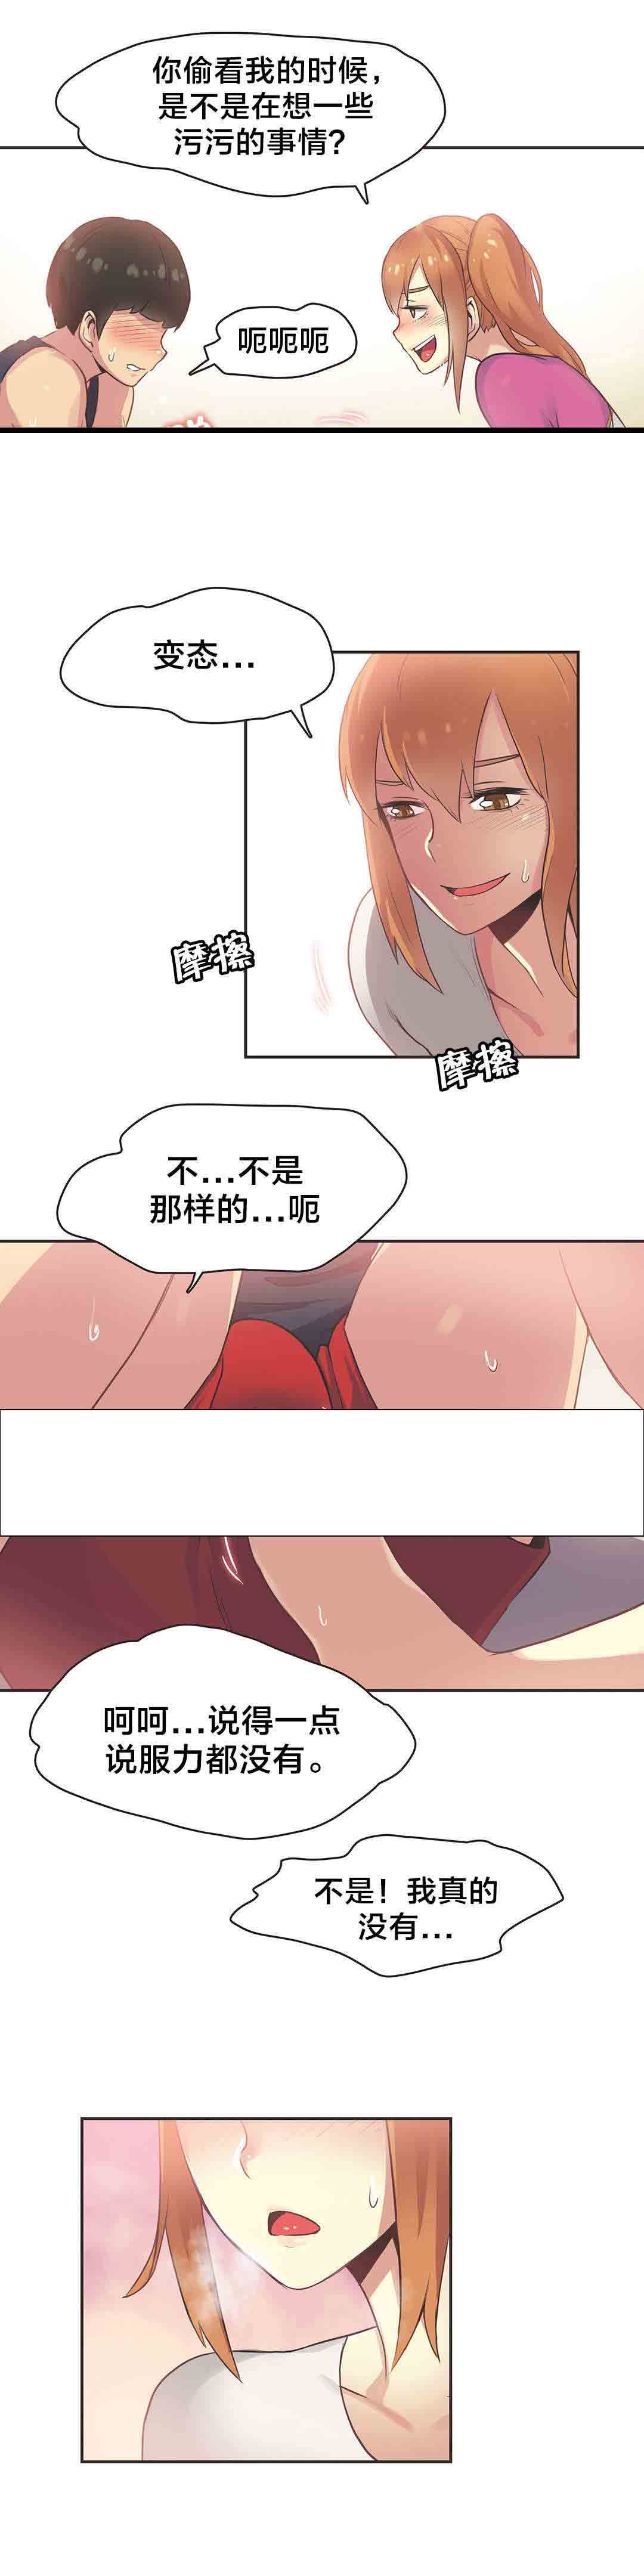 你偷看我的时候，
是不是在想一些
污污的事情？
呃呃呃
变态...
摩擦
摩擦
不...不是
那样的...呃
呵呵...说得一点
说服力都没有。
不是！我真的
没有...